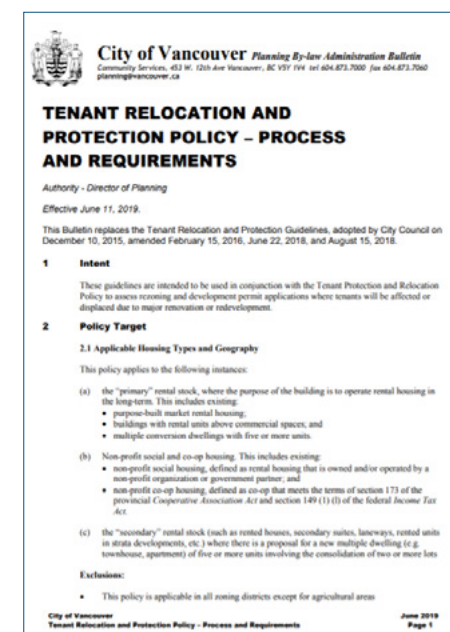 City of Vancouver Planning By-law Administration Bulletin
Community Services, 453 W. 12th Ave Vancouver, BC V5Y 1V4 tel 604.873.7000 fax 604.873.7060
planning@vancouver.ca
TENANT RELOCATION AND
PROTECTION POLICY – PROCESS
AND REQUIREMENTS
Authority - Director of Planning
Effective June 11, 2019.
This Bulletin replaces the Tenant Relocation and Protection Guidelines, adopted by City Council on
December 10, 2015, amended February 15, 2016, June 22, 2018, and August 15, 2018.
1 Intent
These guidelines are intended to be used in conjunction with the Tenant Protection and Relocation
Policy to assess rezoning and development permit applications where tenants will be affected or
displaced due to major renovation or redevelopment.
2 Policy Target
2.1 Applicable Housing Types and Geography
This policy applies to the following instances:
(a) the "primary" rental stock, where the purpose of the building is to operate rental housing in
the long-term. This includes existing:
• purpose-built market rental housing;
• buildings with rental units above commercial spaces; and
• multiple conversion dwellings with five or more units.
(b) Non-profit social and co-op housing. This includes existing:
• non-profit social housing, defined as rental housing that is owned and/or operated by a
non-profit organization or government partner; and
• non-profit co-op housing, defined as co-op that meets the terms of section 173 of the
provincial Cooperative Association Act and section 149 (1) (l) of the federal Income Tax
Act.
(c) the "secondary" rental stock (such as rented houses, secondary suites, laneways, rented units
in strata developments, etc.) where there is a proposal for a new multiple dwelling (e.g.
townhouse, apartment) of five or more units involving the consolidation of two or more lots
Exclusions:
• This policy is applicable in all zoning districts except for agricultural areas
City of Vancouver June 2019
Tenant Relocation and Protection Policy - Process and Requirements Page 1